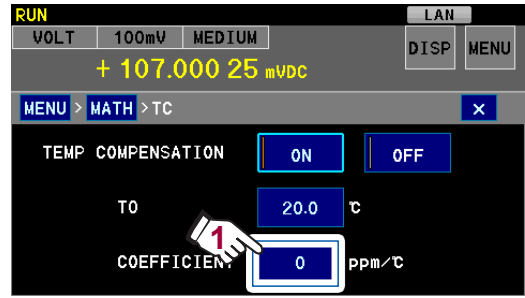 RUN LAN
VOLT 100mV MEDIUM DISP MENU
+ 107.000 25 mVDC
MENU > MATH > TC ×
TEMP COMPENSATION ON OFF
T0 20.0 ℃
1
COEFFICIENT 0 ppm/℃